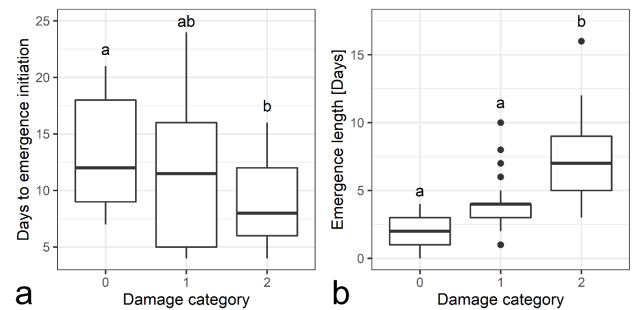 Days to emergence initiation
25
20
15
10
5
a
ab
b
0 1 2
Damage category
a
Emergence length [Days]
15
10
5
0
a
a
b
0 1 2
Damage category
b